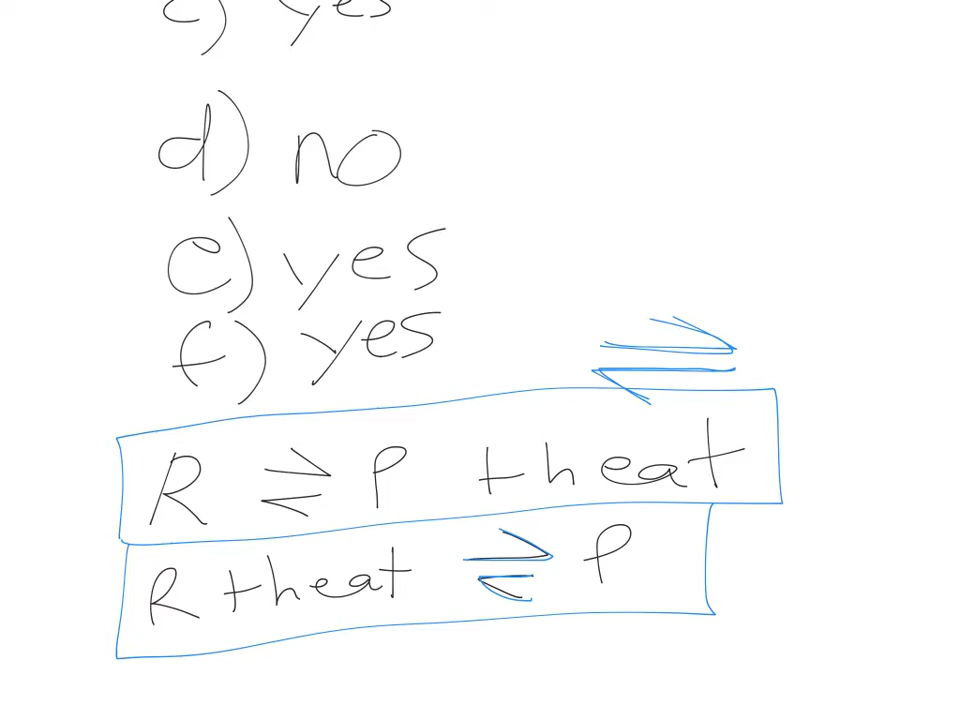 c) yes
d) no
e) yes
f) yes
⇌
R ⇌ P + heat
R + heat ⇌ P